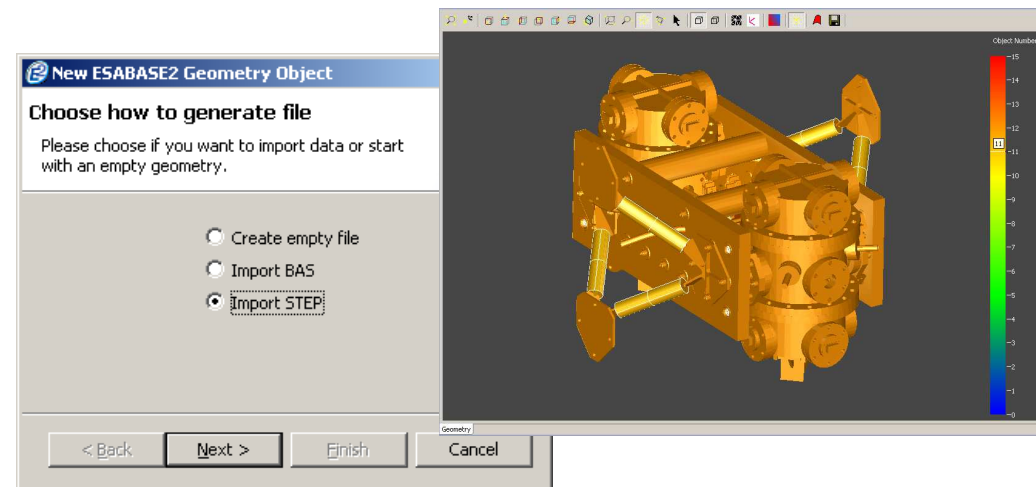 New ESABASE2 Geometry Object
Choose how to generate file
Please choose if you want to import data or start
with an empty geometry.
Create empty file
Import BAS
Import STEP
< Back
Next >
Finish
Cancel
Object Number
15
14
13
12
11
11
10
9
8
7
6
5
4
3
2
1
0
Geometry